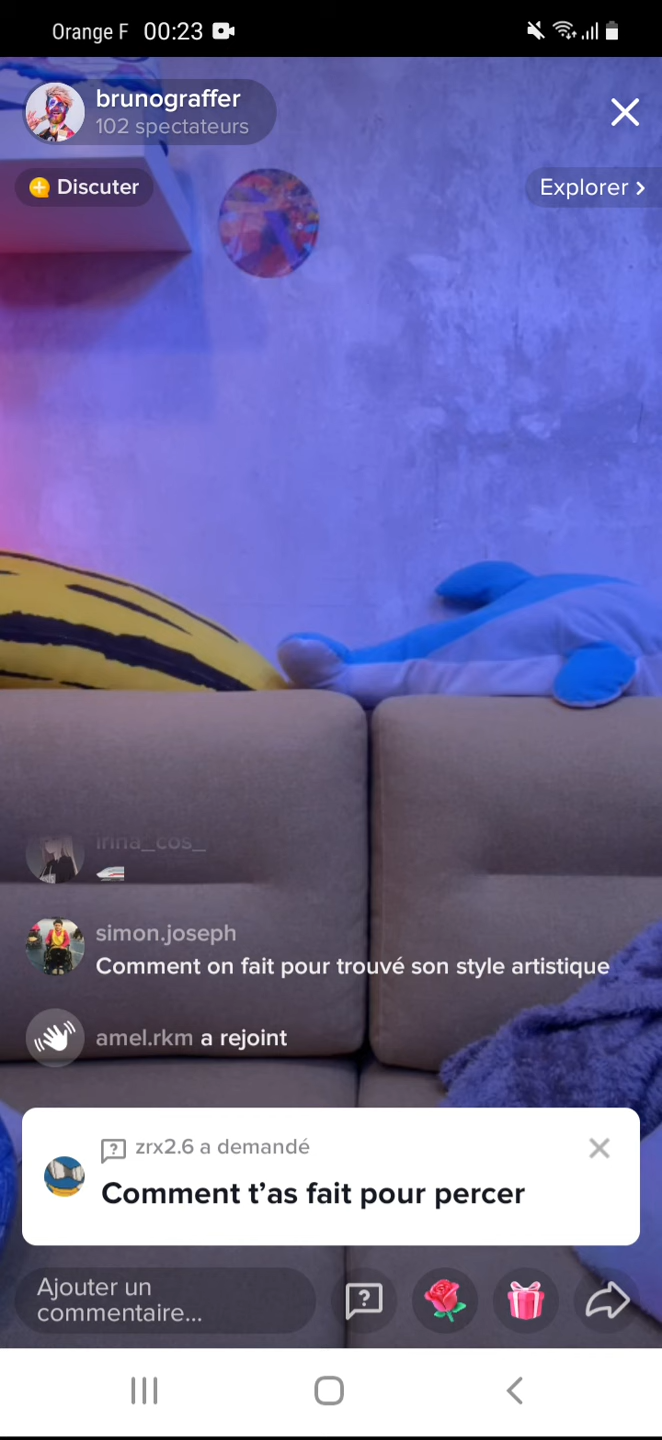 Orange F 00:23
brunograffer
102 spectateurs
Discuter
Explorer >
irina_cos_
simon.joseph
Comment on fait pour trouvé son style artistique
amel.rkm a rejoint
? zrx2.6 a demandé
Comment t’as fait pour percer
Ajouter un
commentaire...
?